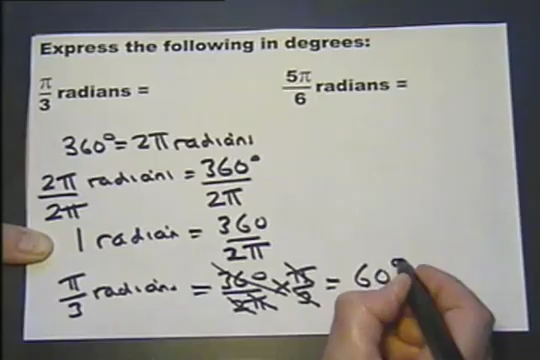 Express the following in degrees:
π/3 radians =
5π/6 radians =
360° = 2π radians
2π/2π radians = 360°/2π
1 radian = 360/2π
π/3 radians = 360/2π × π/3 = 60°